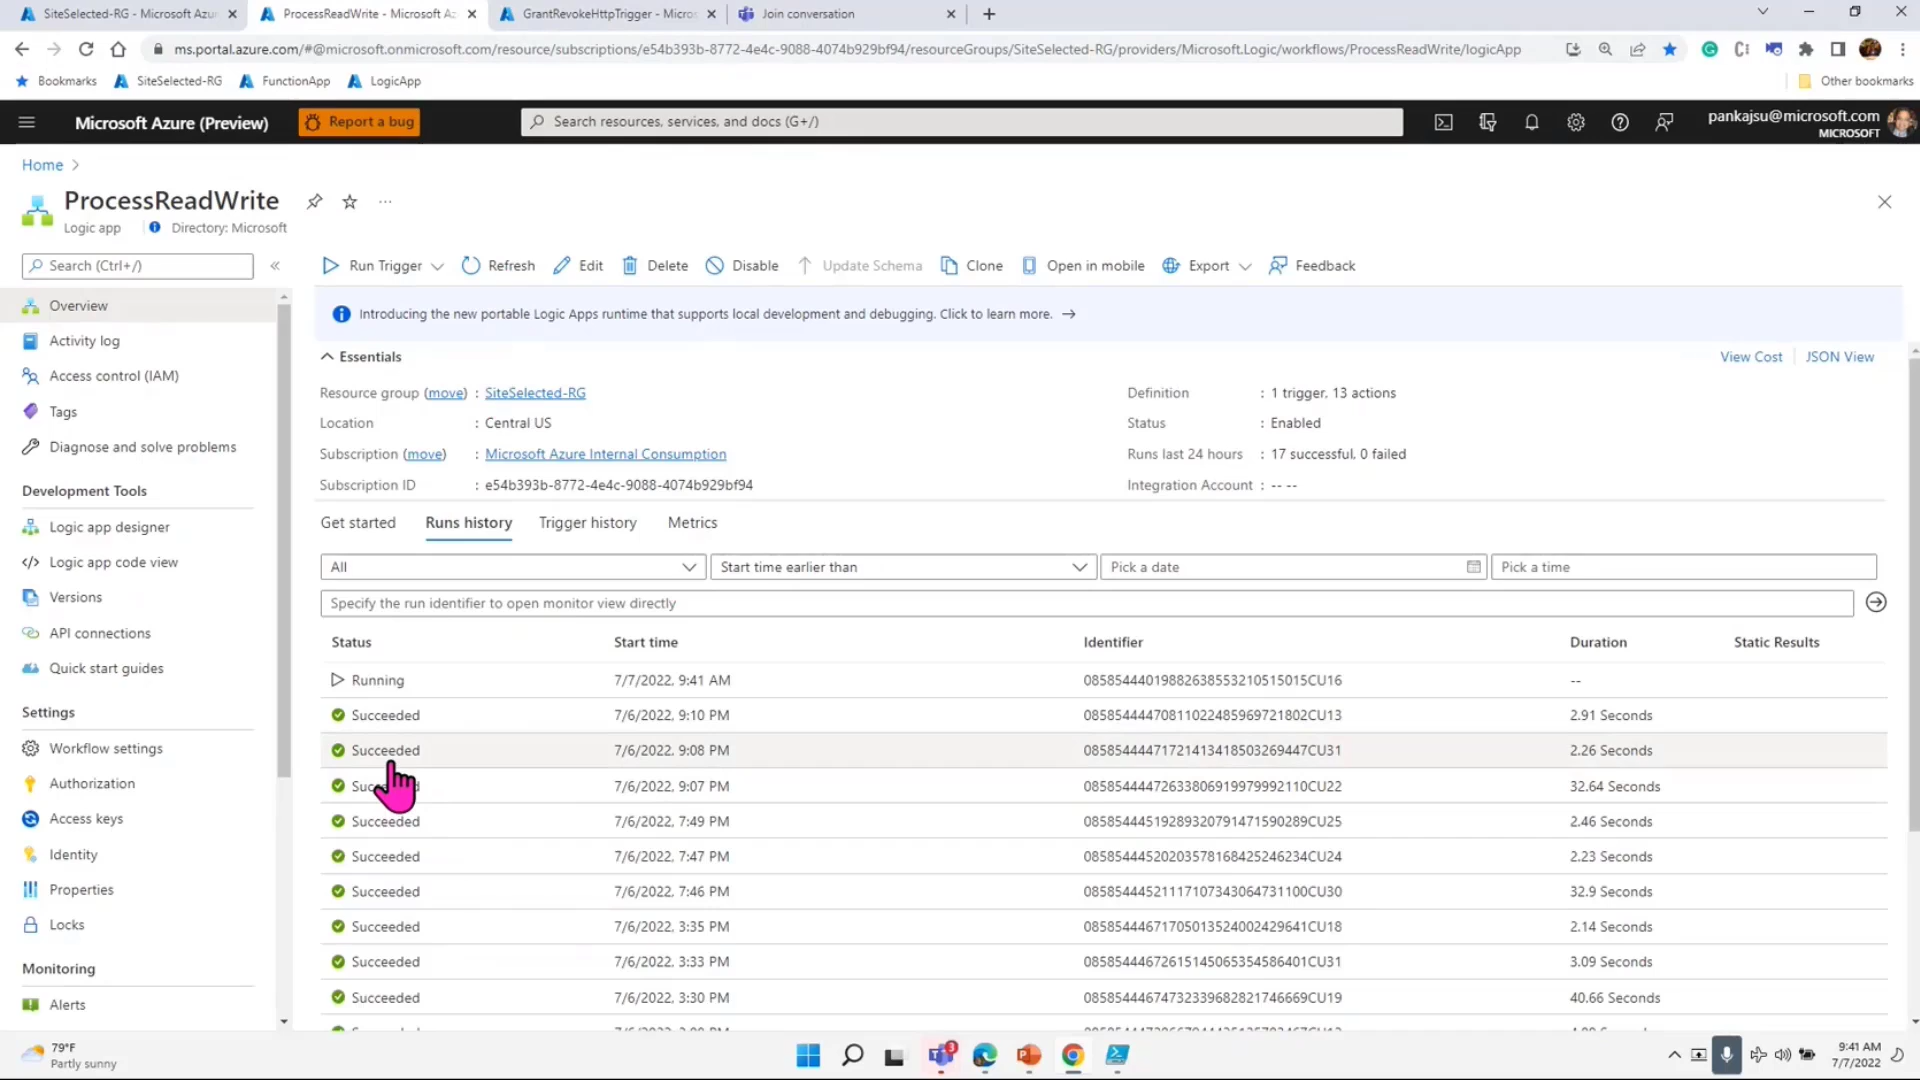 SiteSelected-RG - Microsoft Azur
ProcessReadWrite - Microsoft Az
GrantRevokeHttpTrigger - Micros
Join conversation
ms.portal.azure.com/#@microsoft.onmicrosoft.com/resource/subscriptions/e54b393b-8772-4e4c-9088-4074b929bf94/resourceGroups/SiteSelected-RG/providers/Microsoft.Logic/workflows/ProcessReadWrite/logicApp
Bookmarks SiteSelected-RG FunctionApp LogicApp Other bookmarks
Microsoft Azure (Preview) Report a bug Search resources, services, and docs (G+/) pankajsu@microsoft.com
MICROSOFT
Home
ProcessReadWrite
Logic app Directory: Microsoft
Search (Ctrl+/)
Run Trigger Refresh Edit Delete Disable Update Schema Clone Open in mobile Export Feedback
Overview
Activity log
Access control (IAM)
Tags
Diagnose and solve problems
Development Tools
Logic app designer
Logic app code view
Versions
API connections
Quick start guides
Settings
Workflow settings
Authorization
Access keys
Identity
Properties
Locks
Monitoring
Alerts
Introducing the new portable Logic Apps runtime that supports local development and debugging. Click to learn more. →
Essentials View Cost JSON View
Resource group (move) : SiteSelected-RG Definition : 1 trigger, 13 actions
Location : Central US Status : Enabled
Subscription (move) : Microsoft Azure Internal Consumption Runs last 24 hours : 17 successful, 0 failed
Subscription ID : e54b393b-8772-4e4c-9088-4074b929bf94 Integration Account : -- --
Get started Runs history Trigger history Metrics
All Start time earlier than Pick a date Pick a time
Specify the run identifier to open monitor view directly
Status Start time Identifier Duration Static Results
Running 7/7/2022, 9:41 AM 08585444019882638553210515015CU16 --
Succeeded 7/6/2022, 9:10 PM 08585444470811022485969721802CU13 2.91 Seconds
Succeeded 7/6/2022, 9:08 PM 08585444471721413418503269447CU31 2.26 Seconds
7/6/2022, 9:07 PM 08585444472633806919979992110CU22 32.64 Seconds
Succeeded 7/6/2022, 7:49 PM 08585444519289320791471590289CU25 2.46 Seconds
Succeeded 7/6/2022, 7:47 PM 08585444520203578168425246234CU24 2.23 Seconds
Succeeded 7/6/2022, 7:46 PM 08585444521117107343064731100CU30 32.9 Seconds
Succeeded 7/6/2022, 3:35 PM 08585444671705013524002429641CU18 2.14 Seconds
Succeeded 7/6/2022, 3:33 PM 08585444672615145065354586401CU31 3.09 Seconds
Succeeded 7/6/2022, 3:30 PM 08585444674732339682821746669CU19 40.66 Seconds
79°F
Partly sunny
3
9:41 AM
7/7/2022